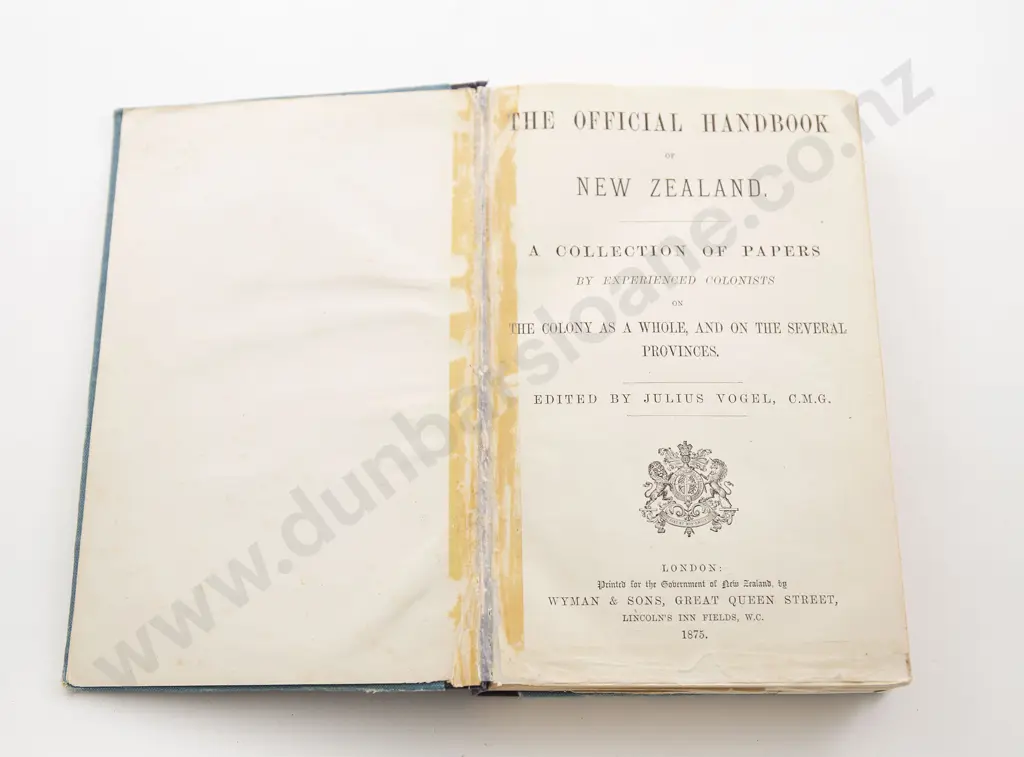 THE OFFICIAL HANDBOOK
OF
NEW ZEALAND.
A COLLECTION OF PAPERS
BY EXPERIENCED COLONISTS
ON
THE COLONY AS A WHOLE, AND ON THE SEVERAL
PROVINCES.
EDITED BY JULIUS VOGEL, C.M.G.
LONDON:
Printed for the Government of New Zealand, by
WYMAN & SONS, GREAT QUEEN STREET,
LINCOLN'S INN FIELDS, W.C.
1875.
www.dunbarsloane.co.nz